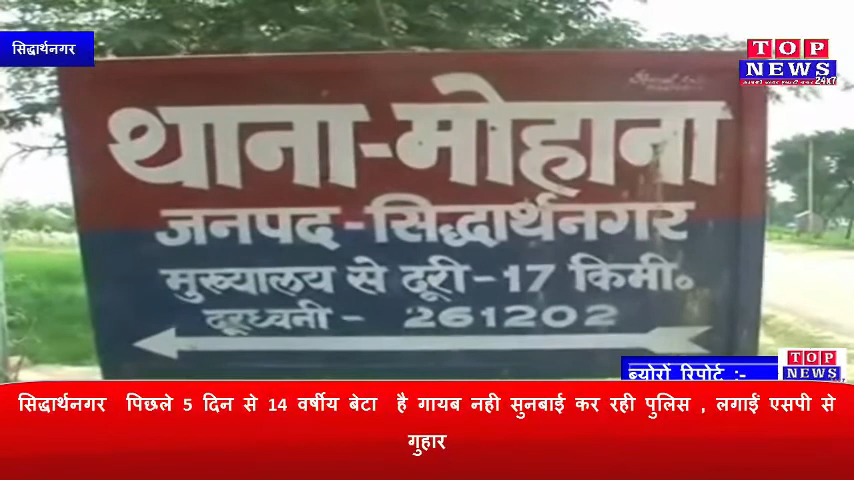 सिद्धार्थनगर
TOP
NEWS
24x7
थाना-मोहाना
जनपद-सिद्धार्थनगर
मुख्यालय से दूरी-17 किमी॰
दूरध्वनी- 261202
ब्योरों रिपोर्ट :-
TOP
NEWS
सिद्धार्थनगर पिछले 5 दिन से 14 वर्षीय बेटा है गायब नही सुनबाई कर रही पुलिस , लगाईं एसपी से
गुहार